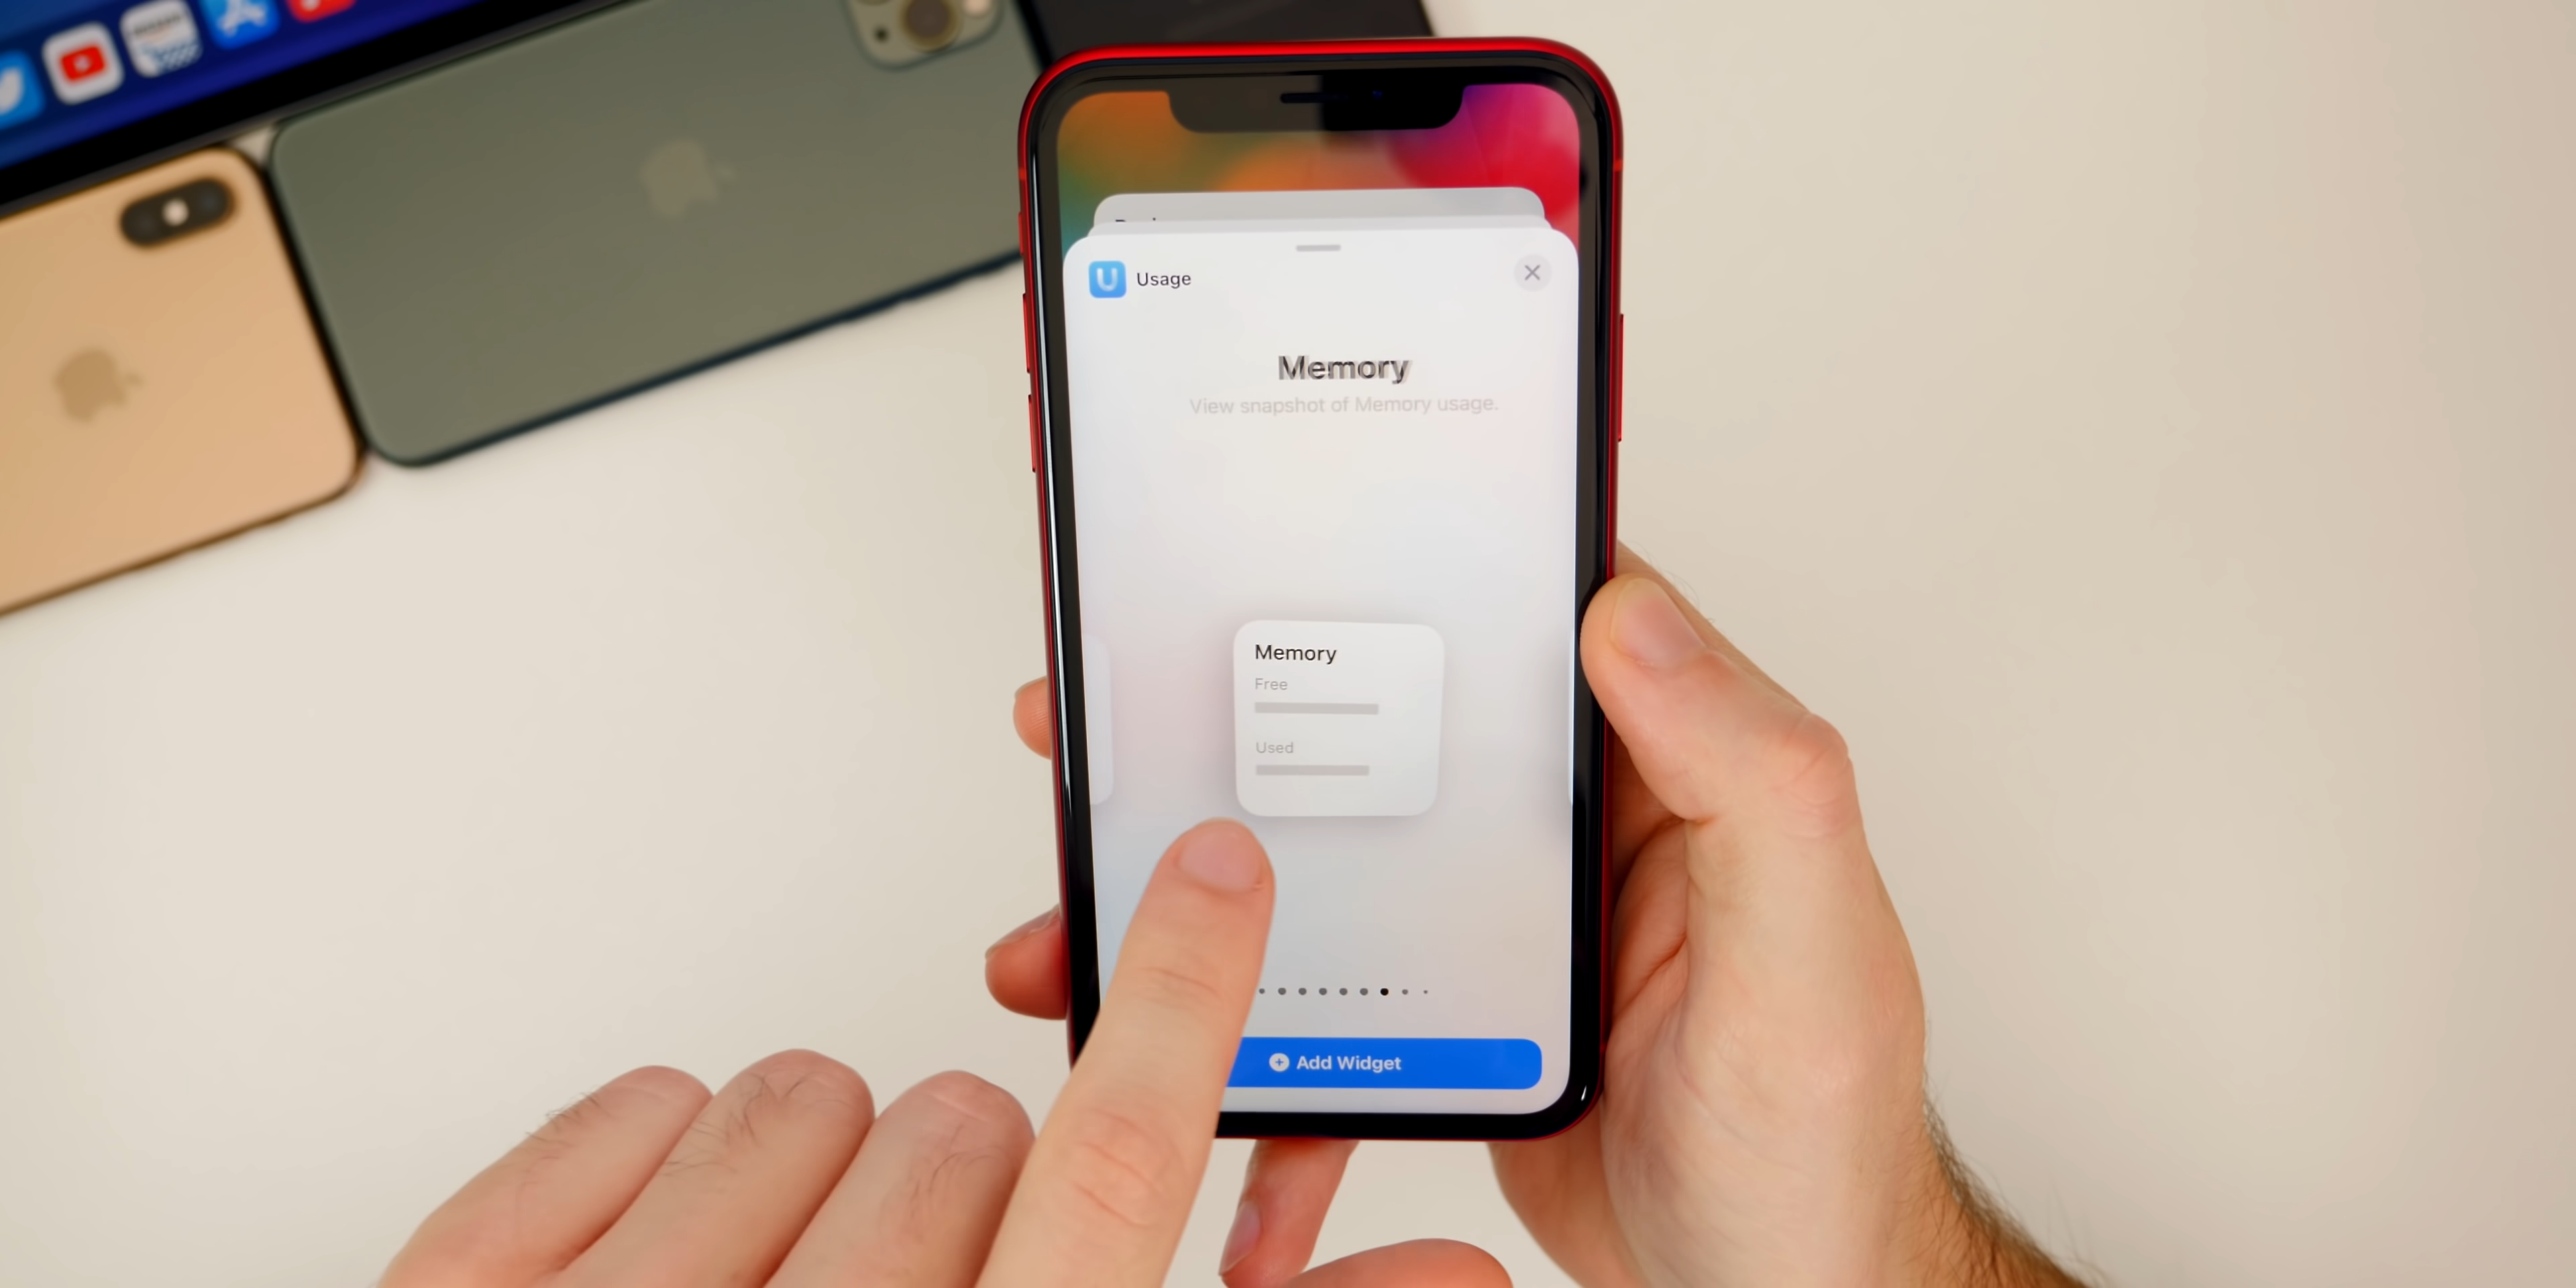 U Usage
Memory
View snapshot of Memory usage.
Memory
Free
Used
Add Widget